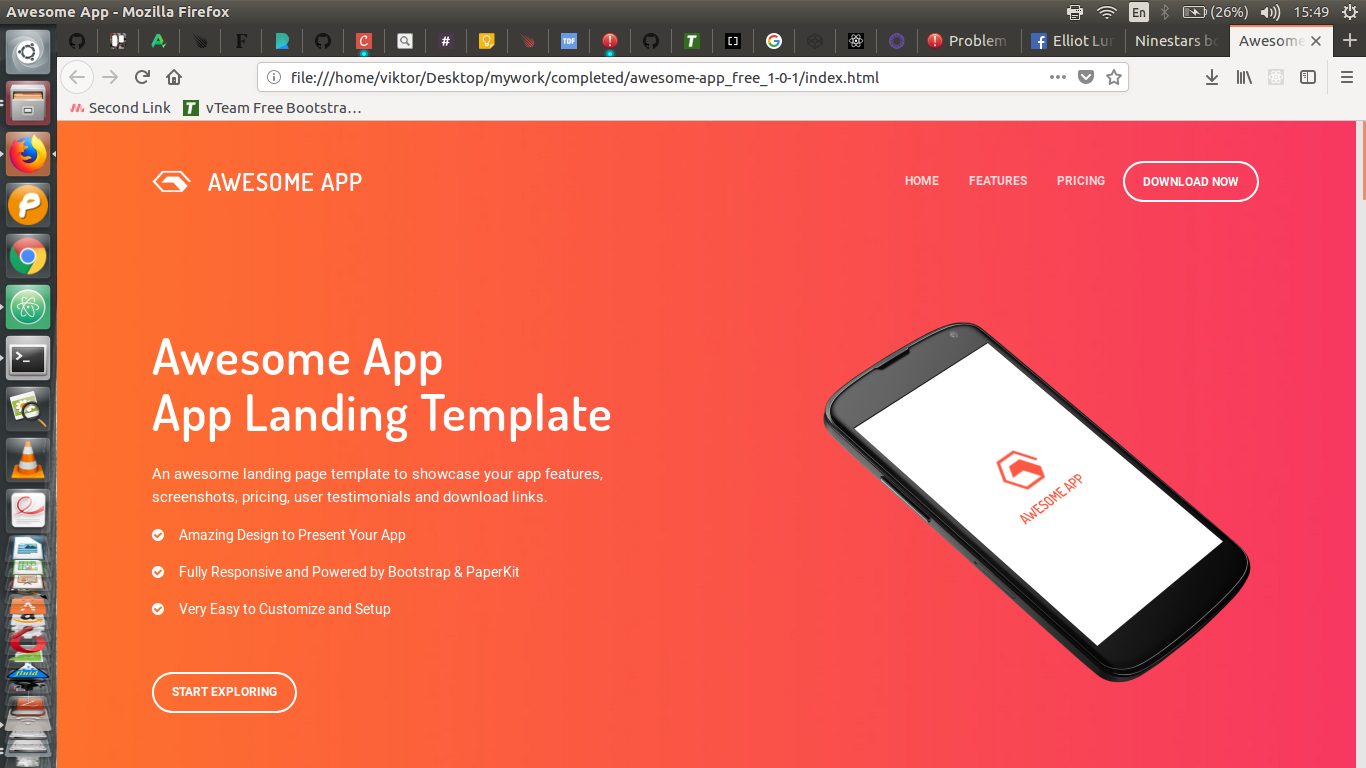 Awesome App - Mozilla Firefox
En
(26%)
15:49
C
#
TDF
T
Problem
Elliot Lur
Ninestars bo
Awesome
file:///home/viktor/Desktop/mywork/completed/awesome-app_free_1-0-1/index.html
Second Link
T
vTeam Free Bootstra…
AWESOME APP
HOME
FEATURES
PRICING
DOWNLOAD NOW
Awesome App
App Landing Template
An awesome landing page template to showcase your app features,
screenshots, pricing, user testimonials and download links.
Amazing Design to Present Your App
Fully Responsive and Powered by Bootstrap & PaperKit
Very Easy to Customize and Setup
START EXPLORING
AWESOME APP